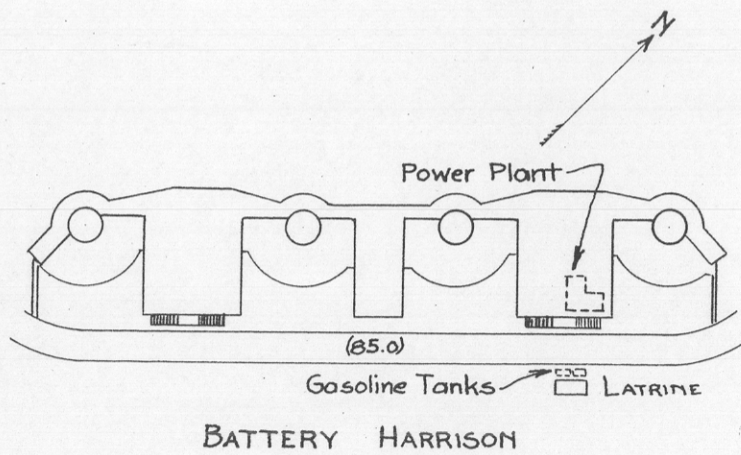 N
Power Plant
(85.0)
Gasoline Tanks
LATRINE
BATTERY HARRISON